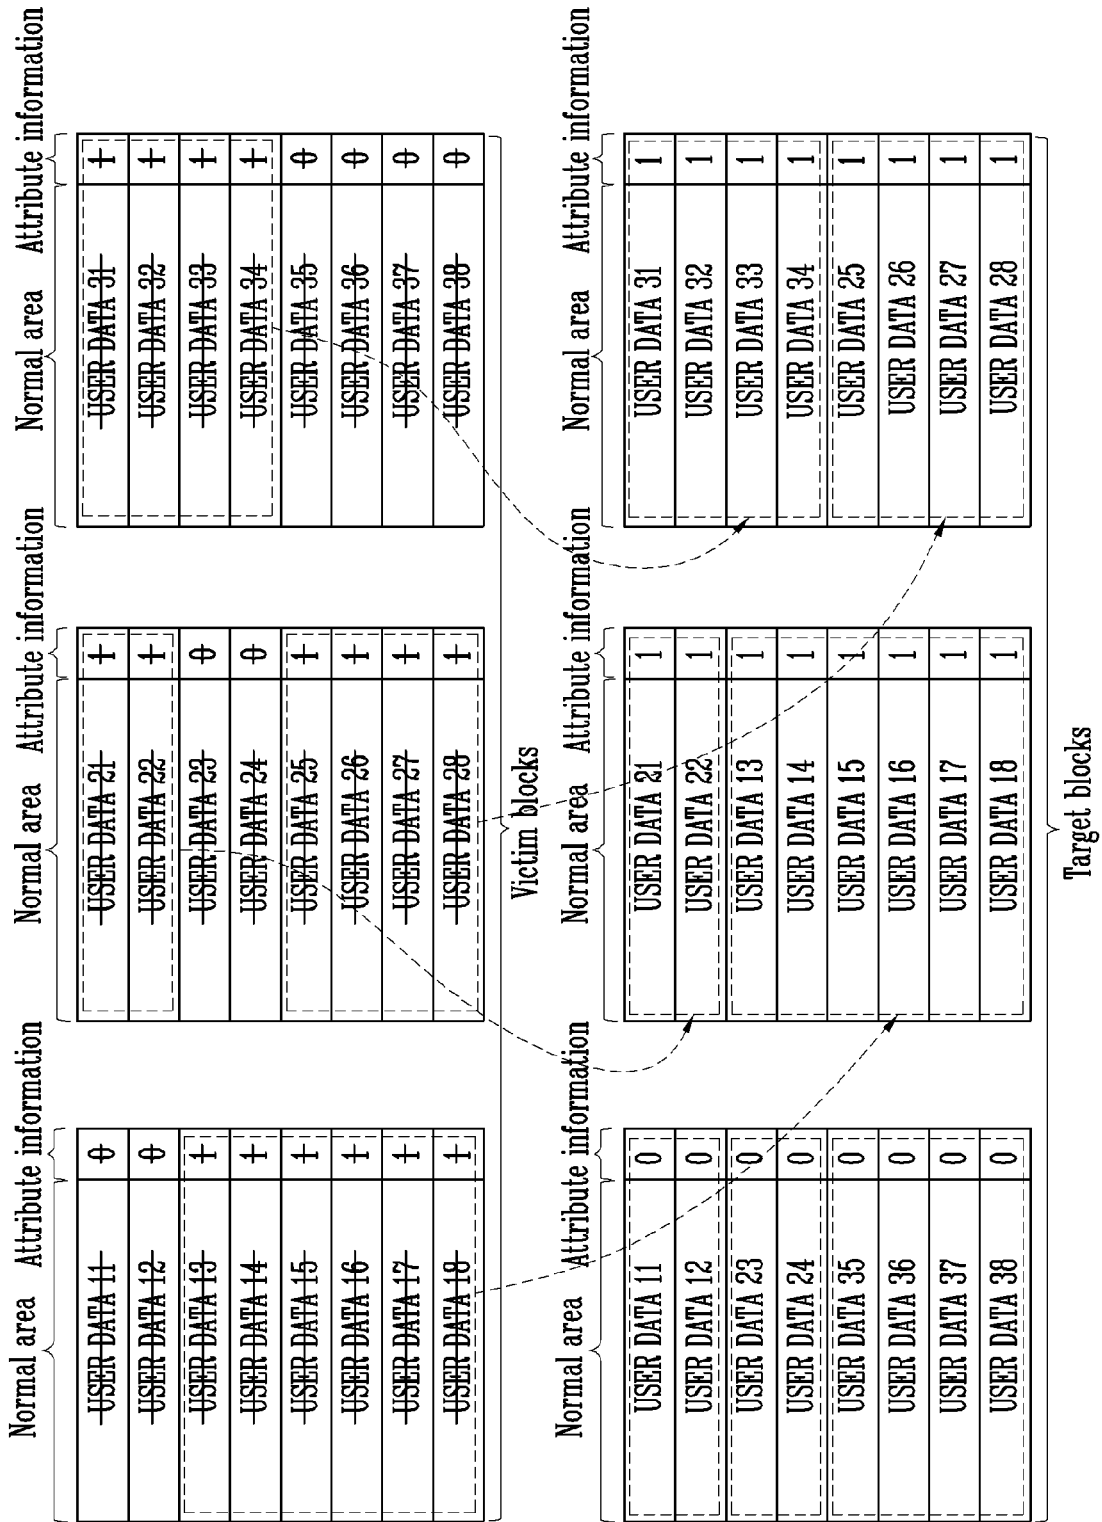 Normal area Attribute information Normal area Attribute information Normal area Attribute information
USER DATA 11 0 USER DATA 21 1 USER DATA 31 1
USER DATA 12 0 USER DATA 22 1 USER DATA 32 1
USER DATA 13 1 USER DATA 23 0 USER DATA 33 1
USER DATA 14 1 USER DATA 24 0 USER DATA 34 1
USER DATA 15 1 USER DATA 25 1 USER DATA 35 0
USER DATA 16 1 USER DATA 26 1 USER DATA 36 0
USER DATA 17 1 USER DATA 27 1 USER DATA 37 0
USER DATA 18 1 USER DATA 28 1 USER DATA 38 0
Victim blocks
Normal area Attribute information Normal area Attribute information Normal area Attribute information
USER DATA 11 0 USER DATA 21 1 USER DATA 31 1
USER DATA 12 0 USER DATA 22 1 USER DATA 32 1
USER DATA 23 0 USER DATA 13 1 USER DATA 33 1
USER DATA 24 0 USER DATA 14 1 USER DATA 34 1
USER DATA 35 0 USER DATA 15 1 USER DATA 25 1
USER DATA 36 0 USER DATA 16 1 USER DATA 26 1
USER DATA 37 0 USER DATA 17 1 USER DATA 27 1
USER DATA 38 0 USER DATA 18 1 USER DATA 28 1
Target blocks